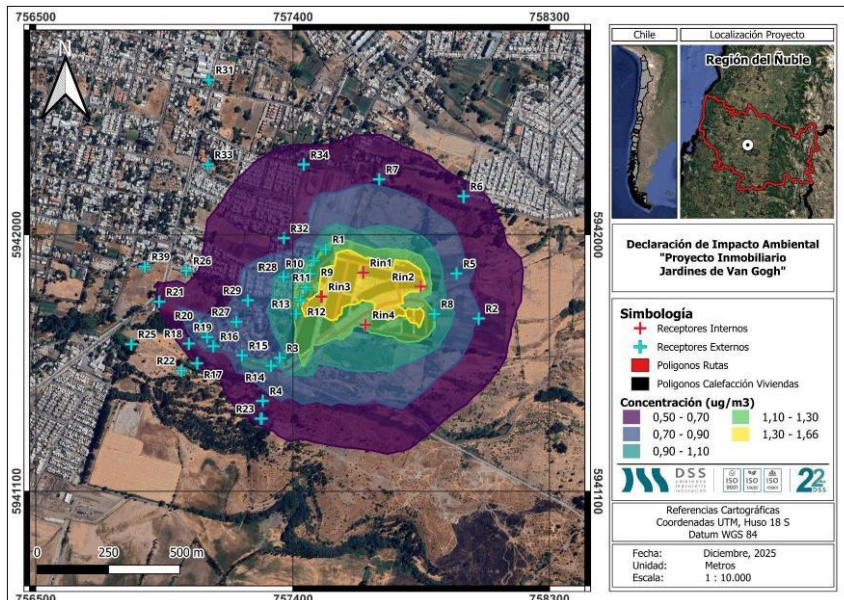 756500
757400
758300
5942000
5941100
N
R31
R33
R34
R7
R6
R32
R1
R39
R26
R28
R10
R9
Rin1
R5
R11
Rin3
Rin2
R21
R29
R13
R12
R8
R2
R20
R27
Rin4
R25
R18
R19
R16
R15
R3
R22
R17
R14
R4
R23
0
250
500 m
5942000
5941100
756500
757400
758300
Chile
Localización Proyecto
Región del Ñuble
Declaración de Impacto Ambiental
"Proyecto Inmobiliario
Jardines de Van Gogh"
Simbología
Receptores Internos
Receptores Externos
Poligonos Rutas
Poligonos Calefacción Viviendas
Concentración (ug/m3)
0,50 - 0,70
1,10 - 1,30
0,70 - 0,90
1,30 - 1,66
0,90 - 1,10
DSS
ISO
ISO
ISO
22
DSS
Referencias Cartográficas
Coordenadas UTM, Huso 18 S
Datum WGS 84
Fecha: Diciembre, 2025
Unidad: Metros
Escala: 1 : 10.000